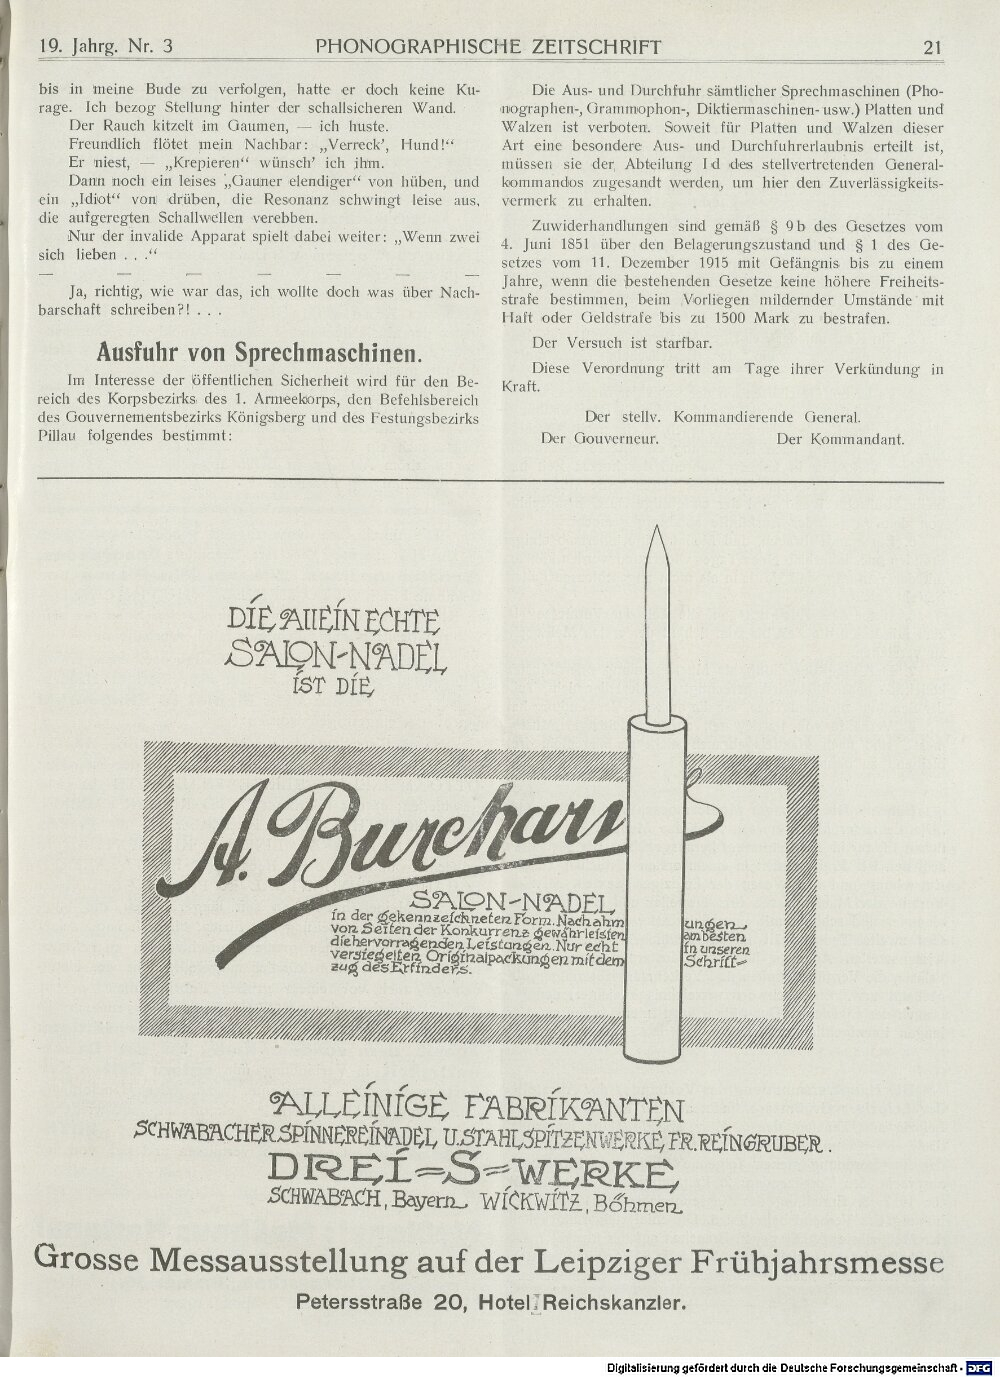 19. Jahrg. Nr. 3 PHONOGRAPHISCHE ZEITSCHRIFT 21
bis in meine Bude zu verfolgen, hatte er doch keine Ku-
rage. Ich bezog Stellung hinter der schallsicheren Wand.
Der Rauch kitzelt im Gaumen, — ich huste.
Freundlich flötet mein Nachbar: „Verreck’, Hund!“
Er niest, — „Krepieren“ wünsch’ ich ihm.
Dann noch ein leises „Gauner elendiger“ von hüben, und
ein „Idiot“ von drüben, die Resonanz schwingt leise aus,
die aufgeregten Schallwellen verebben.
Nur der invalide Apparat spielt dabei weiter: „Wenn zwei
sich lieben . . .“
— — — — — — —
Ja, richtig, wie war das, ich wollte doch was über Nach-
barschaft schreiben?! . . .
Ausfuhr von Sprechmaschinen.
Im Interesse der öffentlichen Sicherheit wird für den Be-
reich des Korpsbezirks des 1. Armeekorps, den Befehlsbereich
des Gouvernementsbezirks Königsberg und des Festungsbezirks
Pillau folgendes bestimmt:
Die Aus- und Durchfuhr sämtlicher Sprechmaschinen (Pho-
nographen-, Grammophon-, Diktiermaschinen- usw.) Platten und
Walzen ist verboten. Soweit für Platten und Walzen dieser
Art eine besondere Aus- und Durchfuhrerlaubnis erteilt ist,
müssen sie der Abteilung I d des stellvertretenden General-
kommandos zugesandt werden, um hier den Zuverlässigkeits-
vermerk zu erhalten.
Zuwiderhandlungen sind gemäß § 9 b des Gesetzes vom
4. Juni 1851 über den Belagerungszustand und § 1 des Ge-
setzes vom 11. Dezember 1915 mit Gefängnis bis zu einem
Jahre, wenn die bestehenden Gesetze keine höhere Freiheits-
strafe bestimmen, beim Vorliegen mildernder Umstände mit
Haft oder Geldstrafe bis zu 1500 Mark zu bestrafen.
Der Versuch ist starfbar.
Diese Verordnung tritt am Tage ihrer Verkündung in
Kraft.
Der stellv. Kommandierende General.
Der Gouverneur. Der Kommandant.
DIE ALLEIN ECHTE
SALON-NADEL
IST DIE
A. Burchar
SALON-NADEL
in der gekennzeichneten Form. Nachahm ungen
von Seiten der Konkurrenz gewährleisten am besten
die hervorragenden Leistungen. Nur echt in unseren
versiegelten Originalpackungen mit dem Schrift=
zug des Erfinders.
ALLEINIGE FABRIKANTEN
SCHWABACHER SPINNEREINADEL U. STAHLSPITZENWERKE FR. REINGRUBER.
DREI=S=WERKE
SCHWABACH, Bayern WICKWITZ, Böhmen
Grosse Messausstellung auf der Leipziger Frühjahrsmesse
Petersstraße 20, Hotel Reichskanzler.
Digitalisierung gefördert durch die Deutsche Forschungsgemeinschaft - DFG